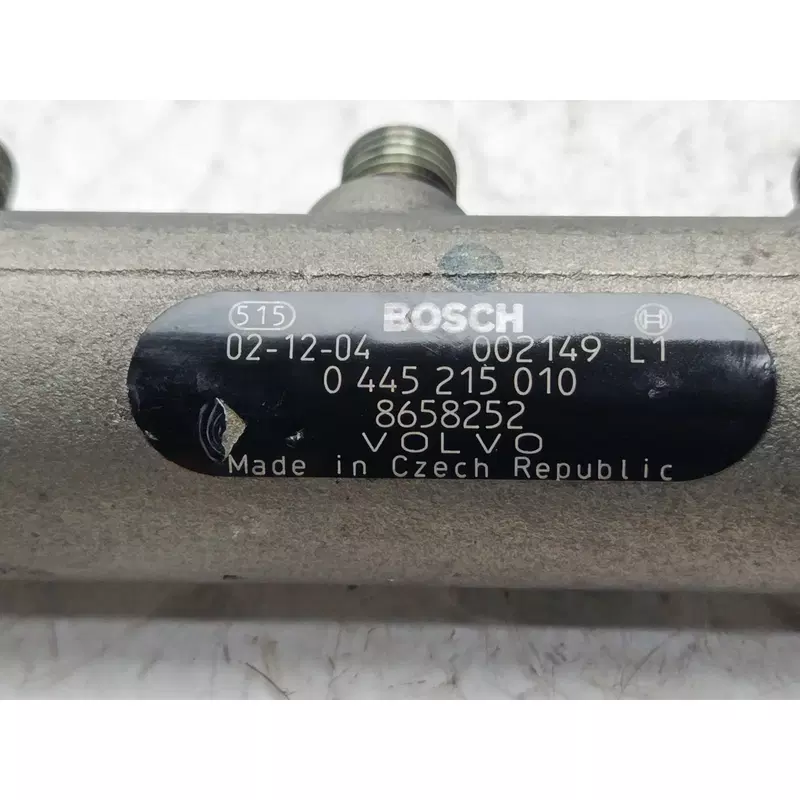 515 BOSCH
02-12-04 002149 L1
0 445 215 010
8658252
VOLVO
Made in Czech Republic